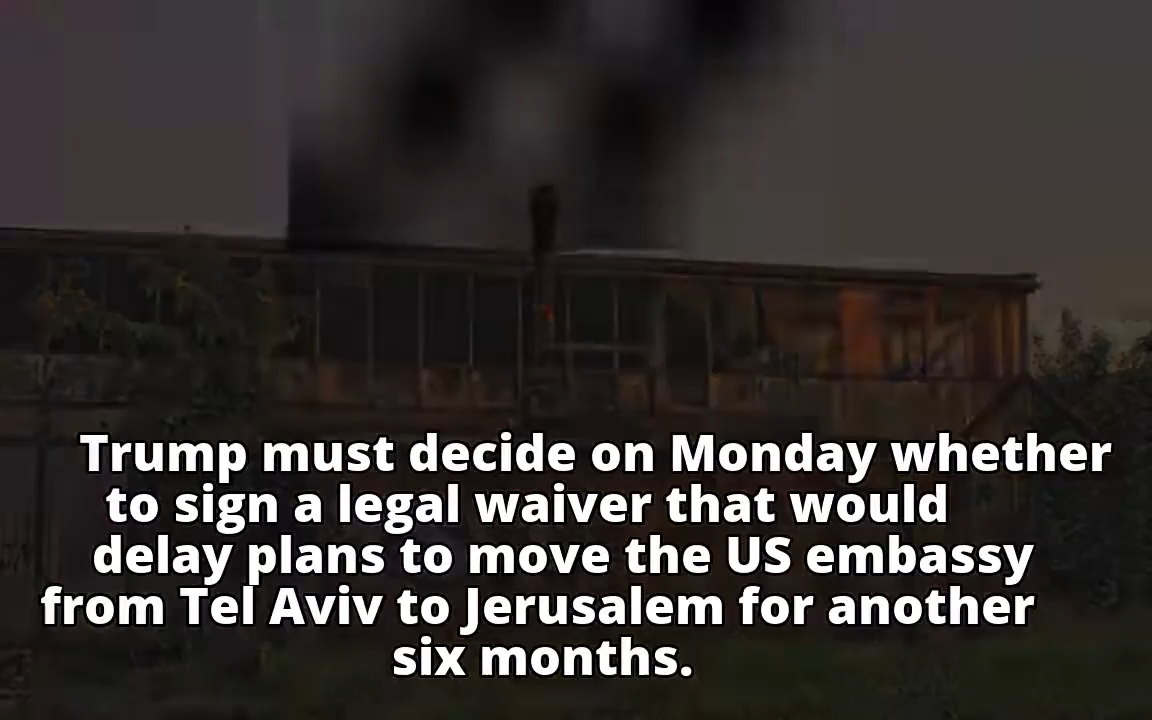 Trump must decide on Monday whether
to sign a legal waiver that would
delay plans to move the US embassy
from Tel Aviv to Jerusalem for another
six months.